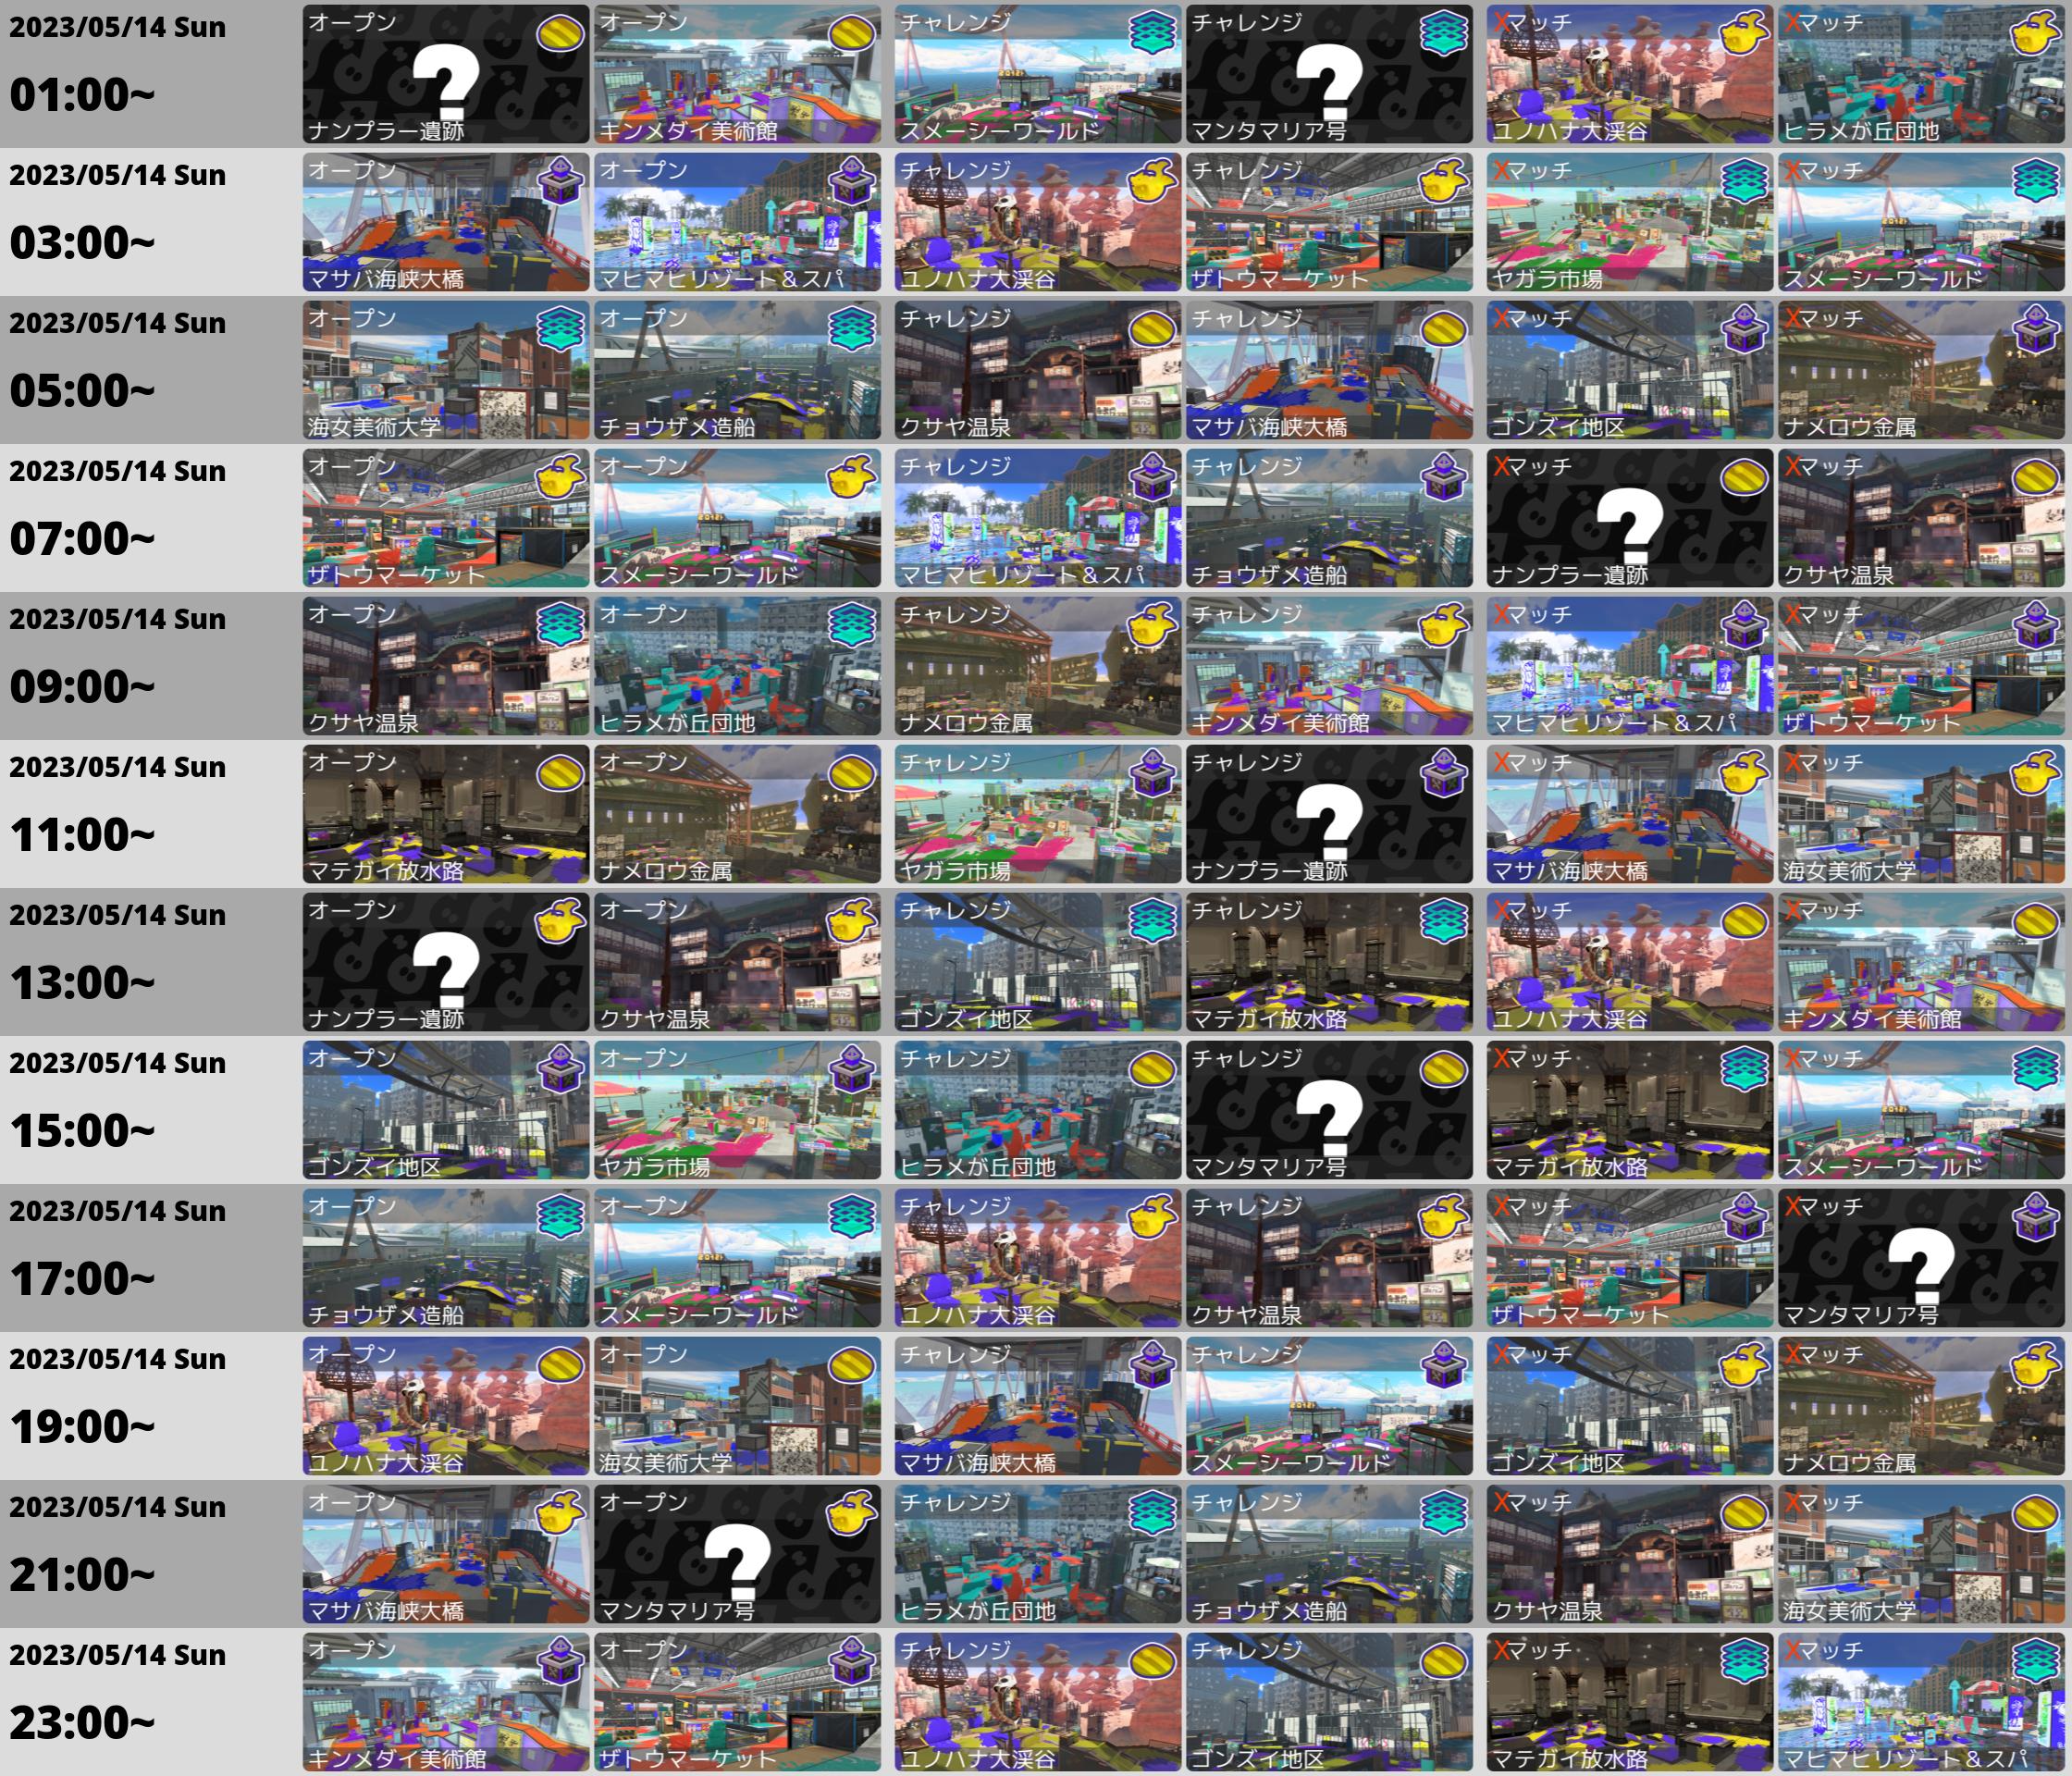 2023/05/14 Sun
01:00~
オープン オープン チャレンジ チャレンジ Xマッチ Xマッチ
ナンプラー遺跡 キンメダイ美術館 スメーシーワールド マンタマリア号 ユノハナ大渓谷 ヒラメが丘団地
2023/05/14 Sun
03:00~
オープン オープン チャレンジ チャレンジ Xマッチ Xマッチ
マサバ海峡大橋 マヒマヒリゾート&スパ ユノハナ大渓谷 ザトウマーケット ヤガラ市場 スメーシーワールド
2023/05/14 Sun
05:00~
オープン オープン チャレンジ チャレンジ Xマッチ Xマッチ
海女美術大学 チョウザメ造船 クサヤ温泉 マサバ海峡大橋 ゴンズイ地区 ナメロウ金属
2023/05/14 Sun
07:00~
オープン オープン チャレンジ チャレンジ Xマッチ Xマッチ
ザトウマーケット スメーシーワールド マヒマヒリゾート&スパ チョウザメ造船 ナンプラー遺跡 クサヤ温泉
2023/05/14 Sun
09:00~
オープン オープン チャレンジ チャレンジ Xマッチ Xマッチ
クサヤ温泉 ヒラメが丘団地 ナメロウ金属 キンメダイ美術館 マヒマヒリゾート&スパ ザトウマーケット
2023/05/14 Sun
11:00~
オープン オープン チャレンジ チャレンジ Xマッチ Xマッチ
マテガイ放水路 ナメロウ金属 ヤガラ市場 ナンプラー遺跡 マサバ海峡大橋 海女美術大学
2023/05/14 Sun
13:00~
オープン オープン チャレンジ チャレンジ Xマッチ Xマッチ
ナンプラー遺跡 クサヤ温泉 ゴンズイ地区 マテガイ放水路 ユノハナ大渓谷 キンメダイ美術館
2023/05/14 Sun
15:00~
オープン オープン チャレンジ チャレンジ Xマッチ Xマッチ
ゴンズイ地区 ヤガラ市場 ヒラメが丘団地 マンタマリア号 マテガイ放水路 スメーシーワールド
2023/05/14 Sun
17:00~
オープン オープン チャレンジ チャレンジ Xマッチ Xマッチ
チョウザメ造船 スメーシーワールド ユノハナ大渓谷 クサヤ温泉 ザトウマーケット マンタマリア号
2023/05/14 Sun
19:00~
オープン オープン チャレンジ チャレンジ Xマッチ Xマッチ
ユノハナ大渓谷 海女美術大学 マサバ海峡大橋 スメーシーワールド ゴンズイ地区 ナメロウ金属
2023/05/14 Sun
21:00~
オープン オープン チャレンジ チャレンジ Xマッチ Xマッチ
マサバ海峡大橋 マンタマリア号 ヒラメが丘団地 チョウザメ造船 クサヤ温泉 海女美術大学
2023/05/14 Sun
23:00~
オープン オープン チャレンジ チャレンジ Xマッチ Xマッチ
キンメダイ美術館 ザトウマーケット ユノハナ大渓谷 ゴンズイ地区 マテガイ放水路 マヒマヒリゾート&スパ